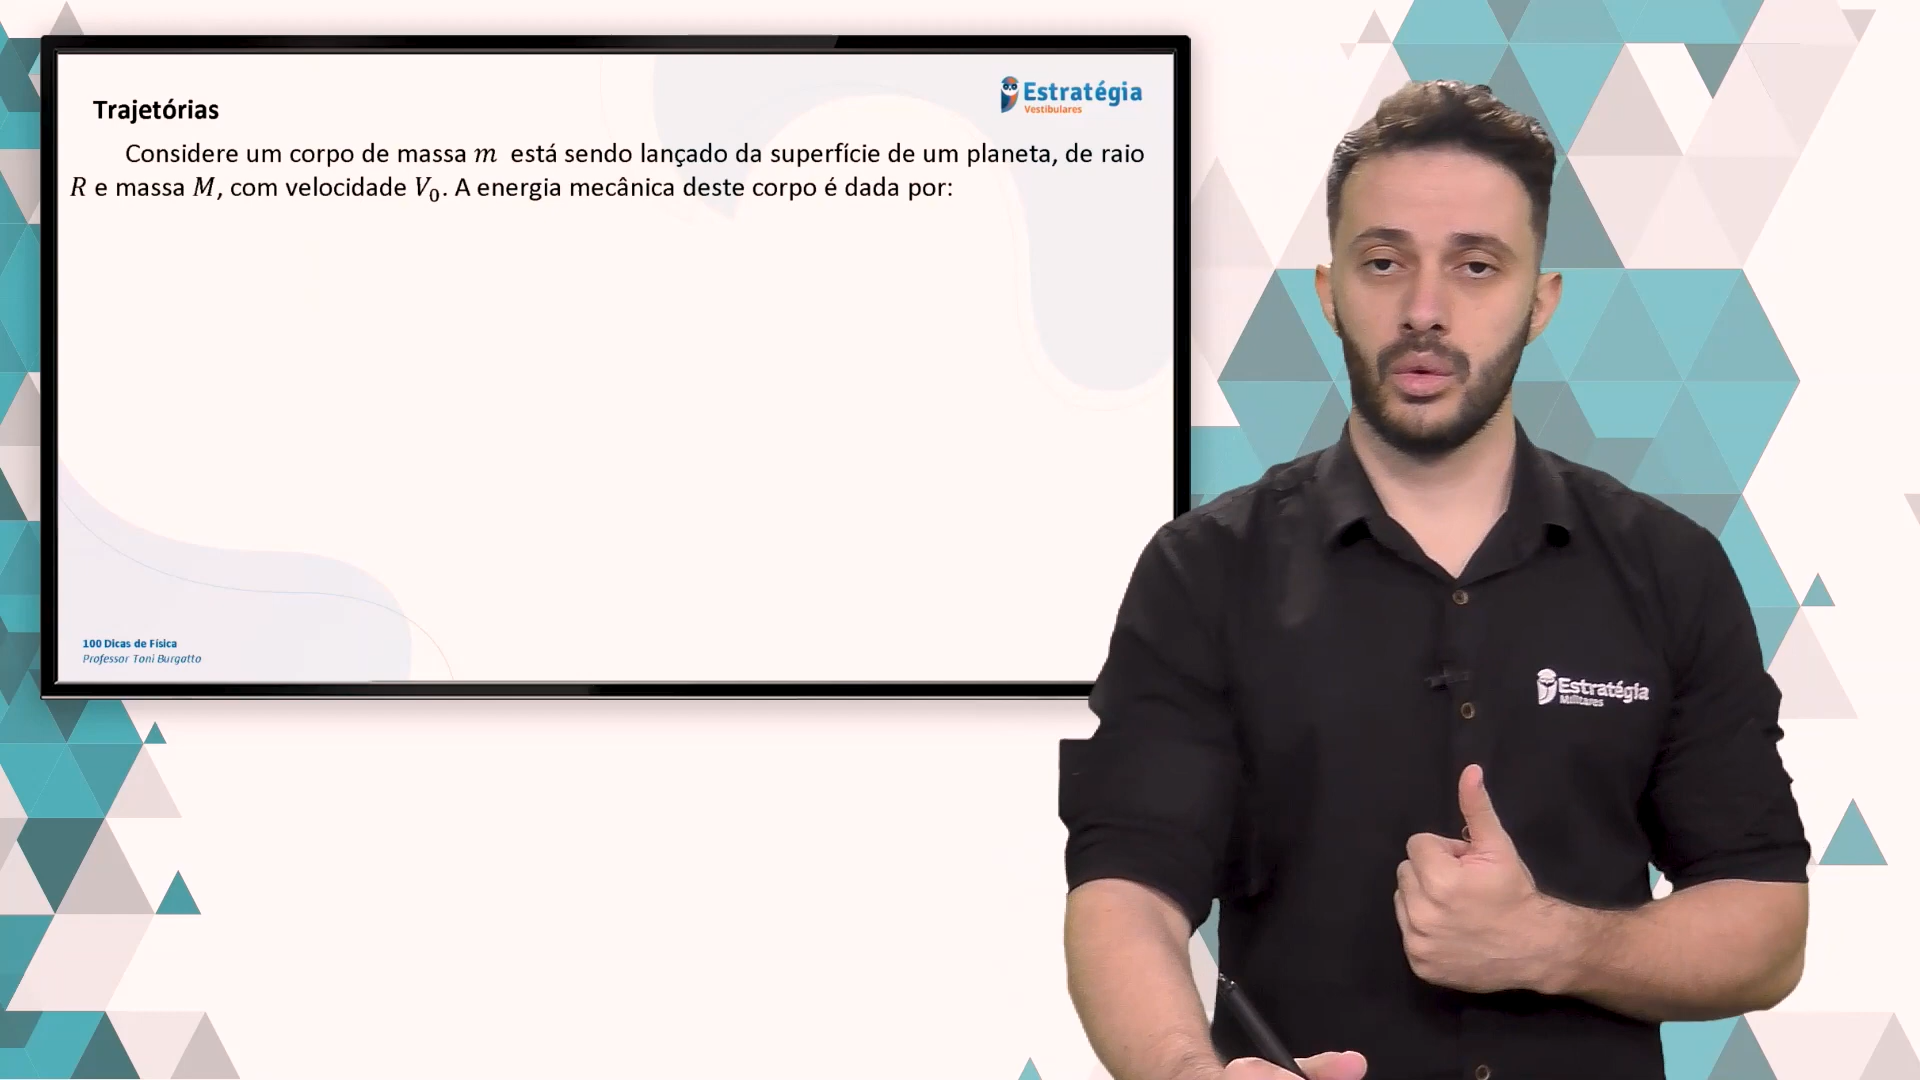 Trajetórias
Estratégia
Vestibulares
Considere um corpo de massa m está sendo lançado da superfície de um planeta, de raio
R e massa M, com velocidade V₀. A energia mecânica deste corpo é dada por:
100 Dicas de Física
Professor Toni Burgatto
Estratégia
Militares